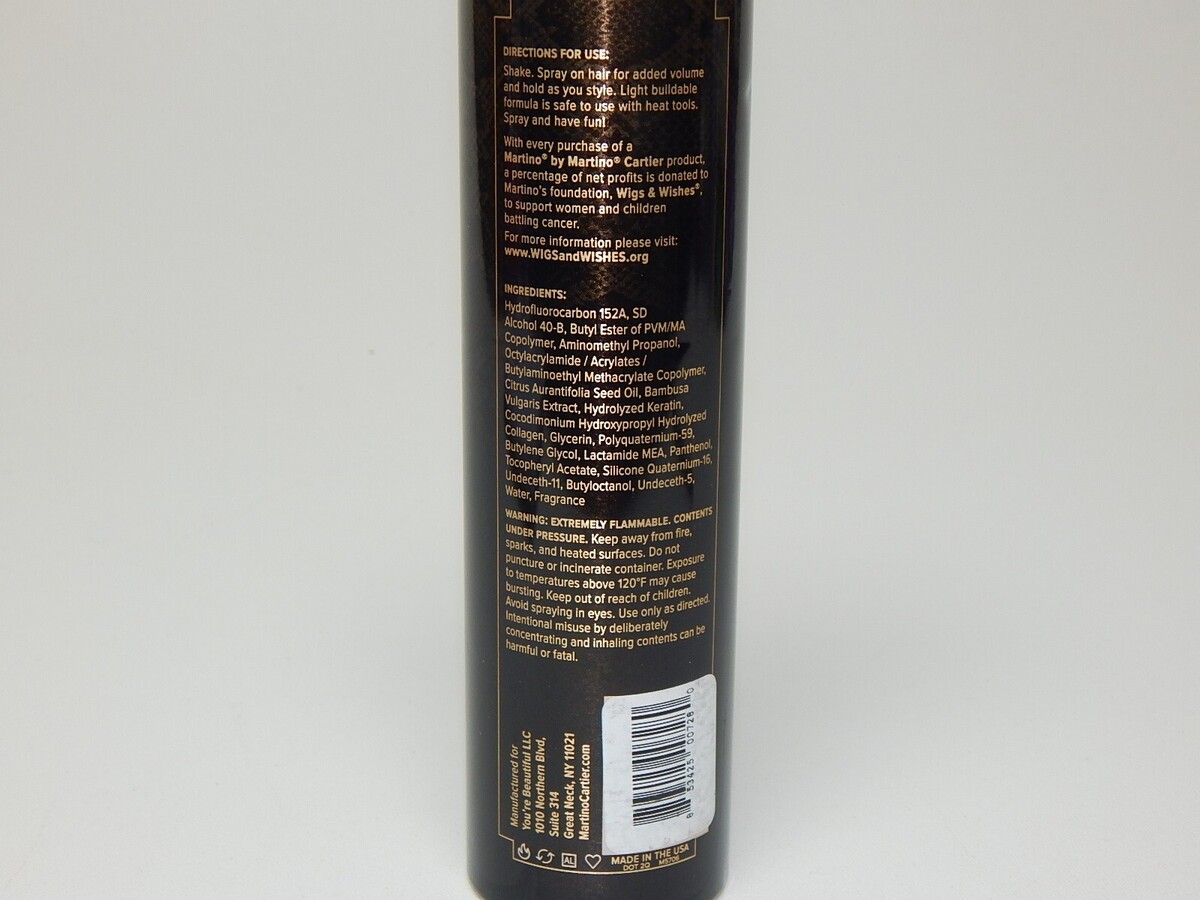 DIRECTIONS FOR USE:
Shake. Spray on hair for added volume
and hold as you style. Light buildable
formula is safe to use with heat tools.
Spray and have fun!
With every purchase of a
Martino® by Martino® Cartier product,
a percentage of net profits is donated to
Martino's foundation, Wigs & Wishes®,
to support women and children
battling cancer.
For more information please visit:
www.WIGSandWISHES.org
INGREDIENTS:
Hydrofluorocarbon 152A, SD
Alcohol 40-B, Butyl Ester of PVM/MA
Copolymer, Aminomethyl Propanol,
Octylacrylamide / Acrylates /
Butylaminoethyl Methacrylate Copolymer,
Citrus Aurantifolia Seed Oil, Bambusa
Vulgaris Extract, Hydrolyzed Keratin,
Cocodimonium Hydroxypropyl Hydrolyzed
Collagen, Glycerin, Polyquaternium-59,
Butylene Glycol, Lactamide MEA, Panthenol,
Tocopheryl Acetate, Silicone Quaternium-16,
Undeceth-11, Butyloctanol, Undeceth-5,
Water, Fragrance
WARNING: EXTREMELY FLAMMABLE. CONTENTS
UNDER PRESSURE. Keep away from fire,
sparks, and heated surfaces. Do not
puncture or incinerate container. Exposure
to temperatures above 120°F may cause
bursting. Keep out of reach of children.
Avoid spraying in eyes. Use only as directed.
Intentional misuse by deliberately
concentrating and inhaling contents can be
harmful or fatal.
Manufactured for
You're Beautiful LLC
1010 Northern Blvd,
Suite 314
Great Neck, NY 11021
MartinoCartier.com
8 53425 00728 0
AL
MADE IN THE USA
DOT 2Q M5706